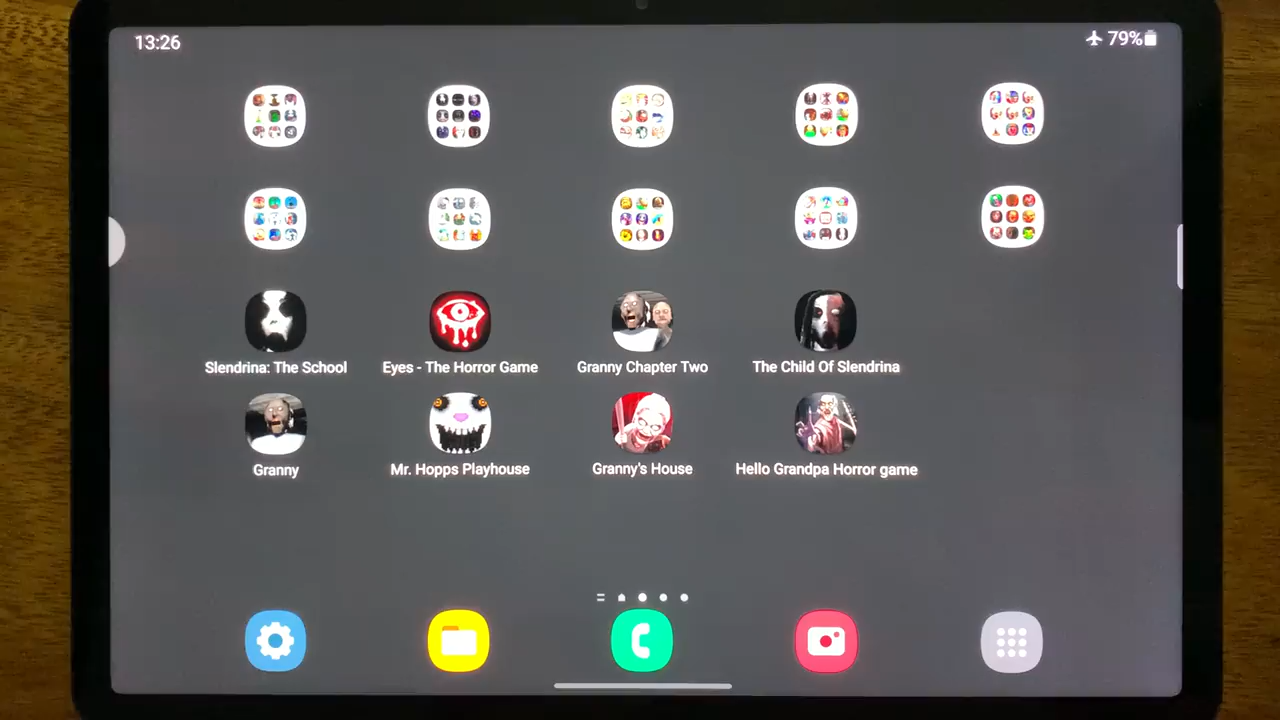 13:26
79%
Slendrina: The School
Eyes - The Horror Game
Granny Chapter Two
The Child Of Slendrina
Granny
Mr. Hopps Playhouse
Granny's House
Hello Grandpa Horror game